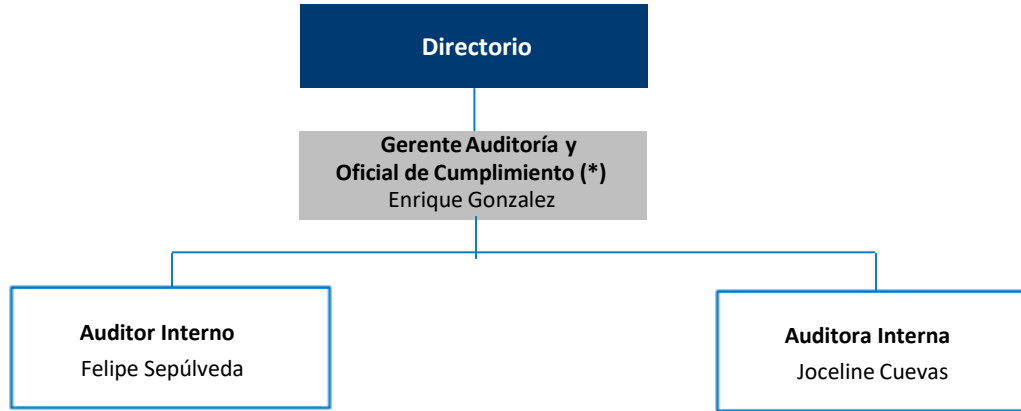 Directorio
Gerente Auditoría y
Oficial de Cumplimiento (*)
Enrique Gonzalez
Auditor Interno
Felipe Sepúlveda
Auditora Interna
Joceline Cuevas